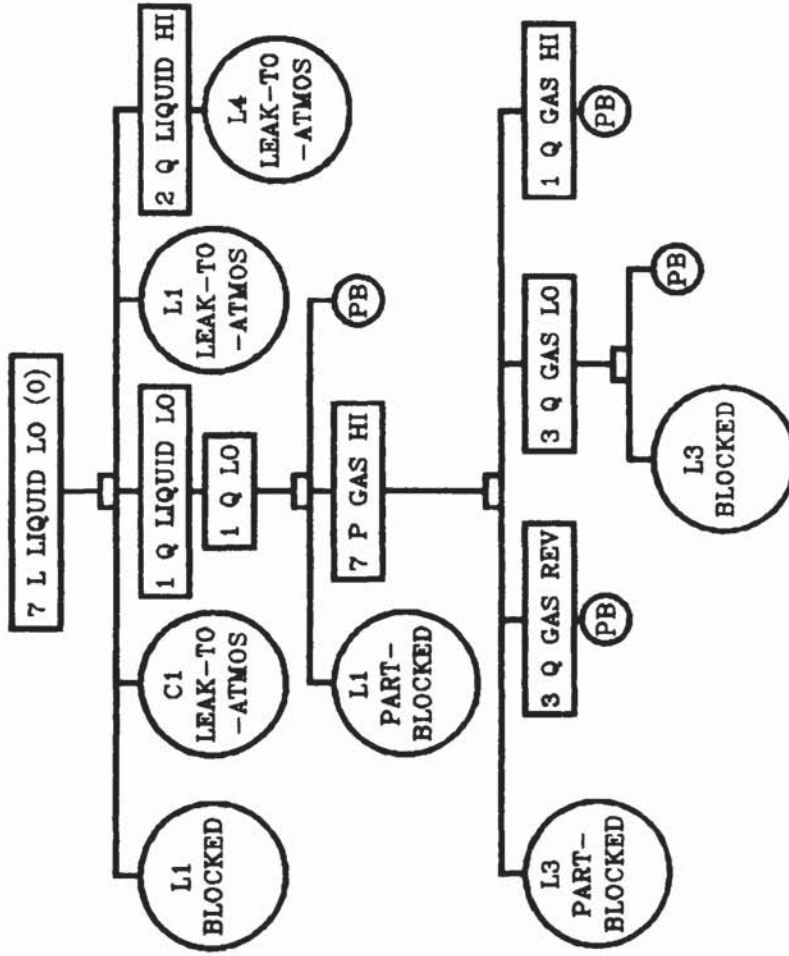 7 L LIQUID LO (0)
L1
BLOCKED
C1
LEAK-TO
-ATMOS
1 Q LIQUID LO
L1
LEAK-TO
-ATMOS
2 Q LIQUID HI
1 Q LO
L4
LEAK-TO
-ATMOS
L1
PART-
BLOCKED
7 P GAS HI
PB
L3
PART-
BLOCKED
3 Q GAS REV
PB
3 Q GAS LO
1 Q GAS HI
PB
L3
BLOCKED
PB